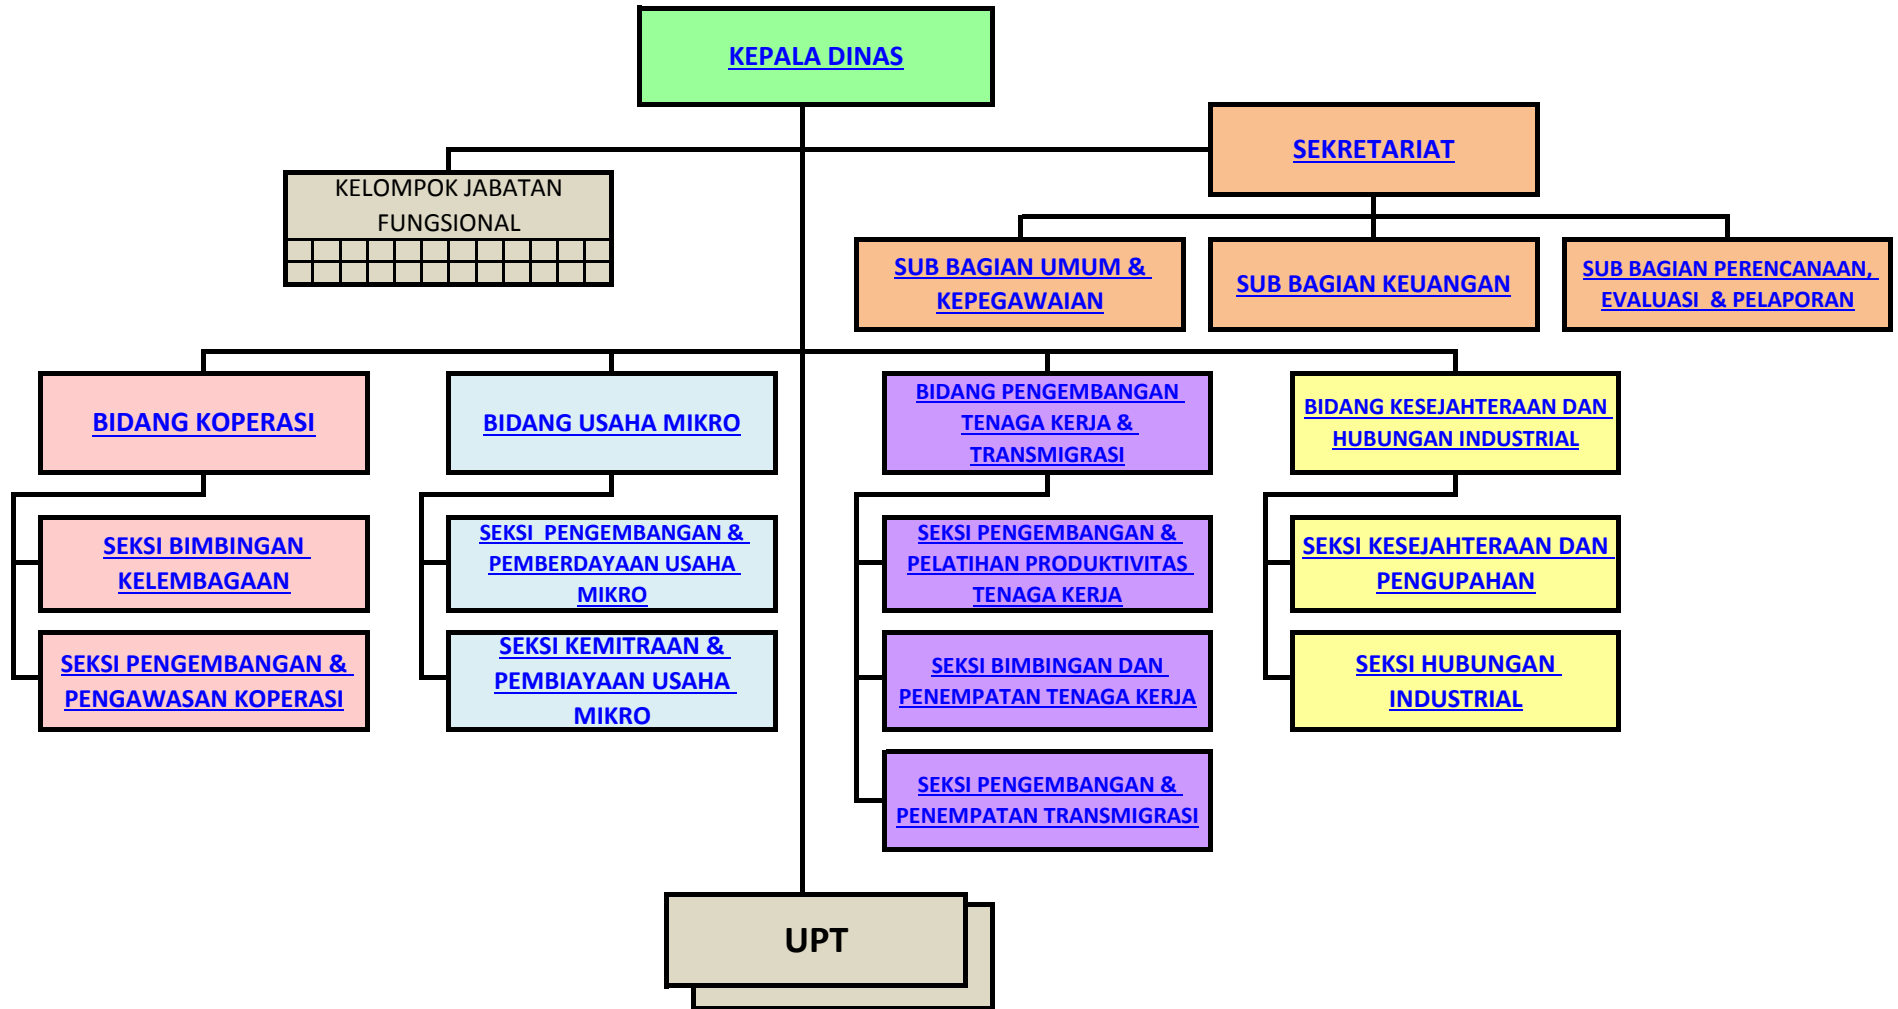 KEPALA DINAS
SEKRETARIAT
KELOMPOK JABATAN
FUNGSIONAL
SUB BAGIAN UMUM &
KEPEGAWAIAN
SUB BAGIAN KEUANGAN
SUB BAGIAN PERENCANAAN,
EVALUASI & PELAPORAN
BIDANG KOPERASI
BIDANG USAHA MIKRO
BIDANG PENGEMBANGAN
TENAGA KERJA &
TRANSMIGRASI
BIDANG KESEJAHTERAAN DAN
HUBUNGAN INDUSTRIAL
SEKSI BIMBINGAN
KELEMBAGAAN
SEKSI PENGEMBANGAN &
PEMBERDAYAAN USAHA
MIKRO
SEKSI PENGEMBANGAN &
PELATIHAN PRODUKTIVITAS
TENAGA KERJA
SEKSI KESEJAHTERAAN DAN
PENGUPAHAN
SEKSI PENGEMBANGAN &
PENGAWASAN KOPERASI
SEKSI KEMITRAAN &
PEMBIAYAAN USAHA
MIKRO
SEKSI BIMBINGAN DAN
PENEMPATAN TENAGA KERJA
SEKSI HUBUNGAN
INDUSTRIAL
SEKSI PENGEMBANGAN &
PENEMPATAN TRANSMIGRASI
UPT